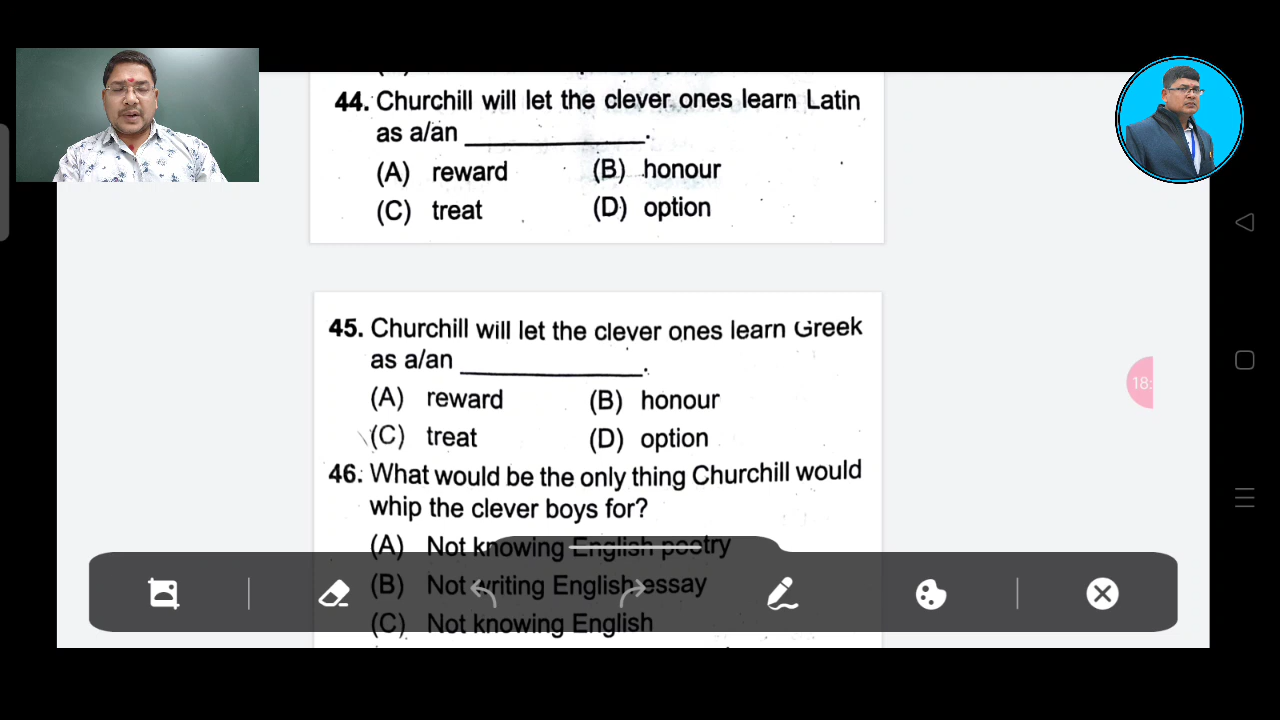 44. Churchill will let the clever ones learn Latin
as a/an ____________.
(A) reward (B) honour
(C) treat (D) option
45. Churchill will let the clever ones learn Greek
as a/an ____________.
(A) reward (B) honour
(C) treat (D) option
46. What would be the only thing Churchill would
whip the clever boys for?
(A) Not knowing English poetry
(B) Not writing English essay
(C) Not knowing English
18: